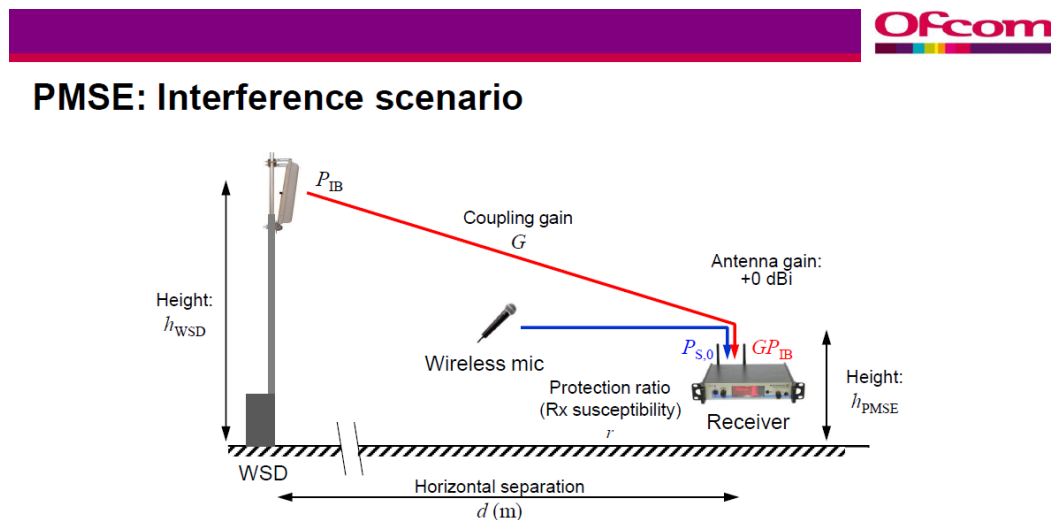 Ofcom
PMSE: Interference scenario
P_IB
Coupling gain
G
Antenna gain:
+0 dBi
Height:
h_WSD
Wireless mic
P_S,0
GP_IB
Protection ratio
(Rx susceptibility)
r
Receiver
Height:
h_PMSE
WSD
Horizontal separation
d (m)